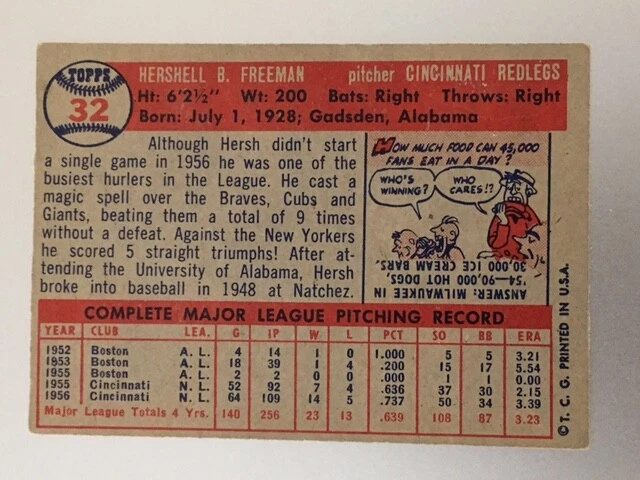 TOPPS
32
HERSHELL B. FREEMAN pitcher CINCINNATI REDLEGS
Ht: 6'2½" Wt: 200 Bats: Right Throws: Right
Born: July 1, 1928; Gadsden, Alabama
Although Hersh didn't start
a single game in 1956 he was one of the
busiest hurlers in the League. He cast a
magic spell over the Braves, Cubs and
Giants, beating them a total of 9 times
without a defeat. Against the New Yorkers
he scored 5 straight triumphs! After at-
tending the University of Alabama, Hersh
broke into baseball in 1948 at Natchez.
HOW MUCH FOOD CAN 45,000
FANS EAT IN A DAY?
WHO'S
WINNING?
WHO
CARES!?
ANSWER: MILWAUKEE IN
'54-90,000 HOT DOGS,
30,000 ICE CREAM BARS.
COMPLETE MAJOR LEAGUE PITCHING RECORD
YEAR CLUB LEA. G IP W L PCT SO BB ERA
1952 Boston A. L. 4 14 1 0 1.000 5 5 3.21
1953 Boston A. L. 18 39 1 4 .200 15 17 5.54
1955 Boston A. L. 2 2 0 0 .000 1 1 0.00
1955 Cincinnati N. L. 52 92 7 4 .636 37 30 2.15
1956 Cincinnati N. L. 64 109 14 5 .737 50 34 3.39
Major League Totals 4 Yrs. 140 256 23 13 .639 108 87 3.23
© T. C. G. PRINTED IN U.S.A.